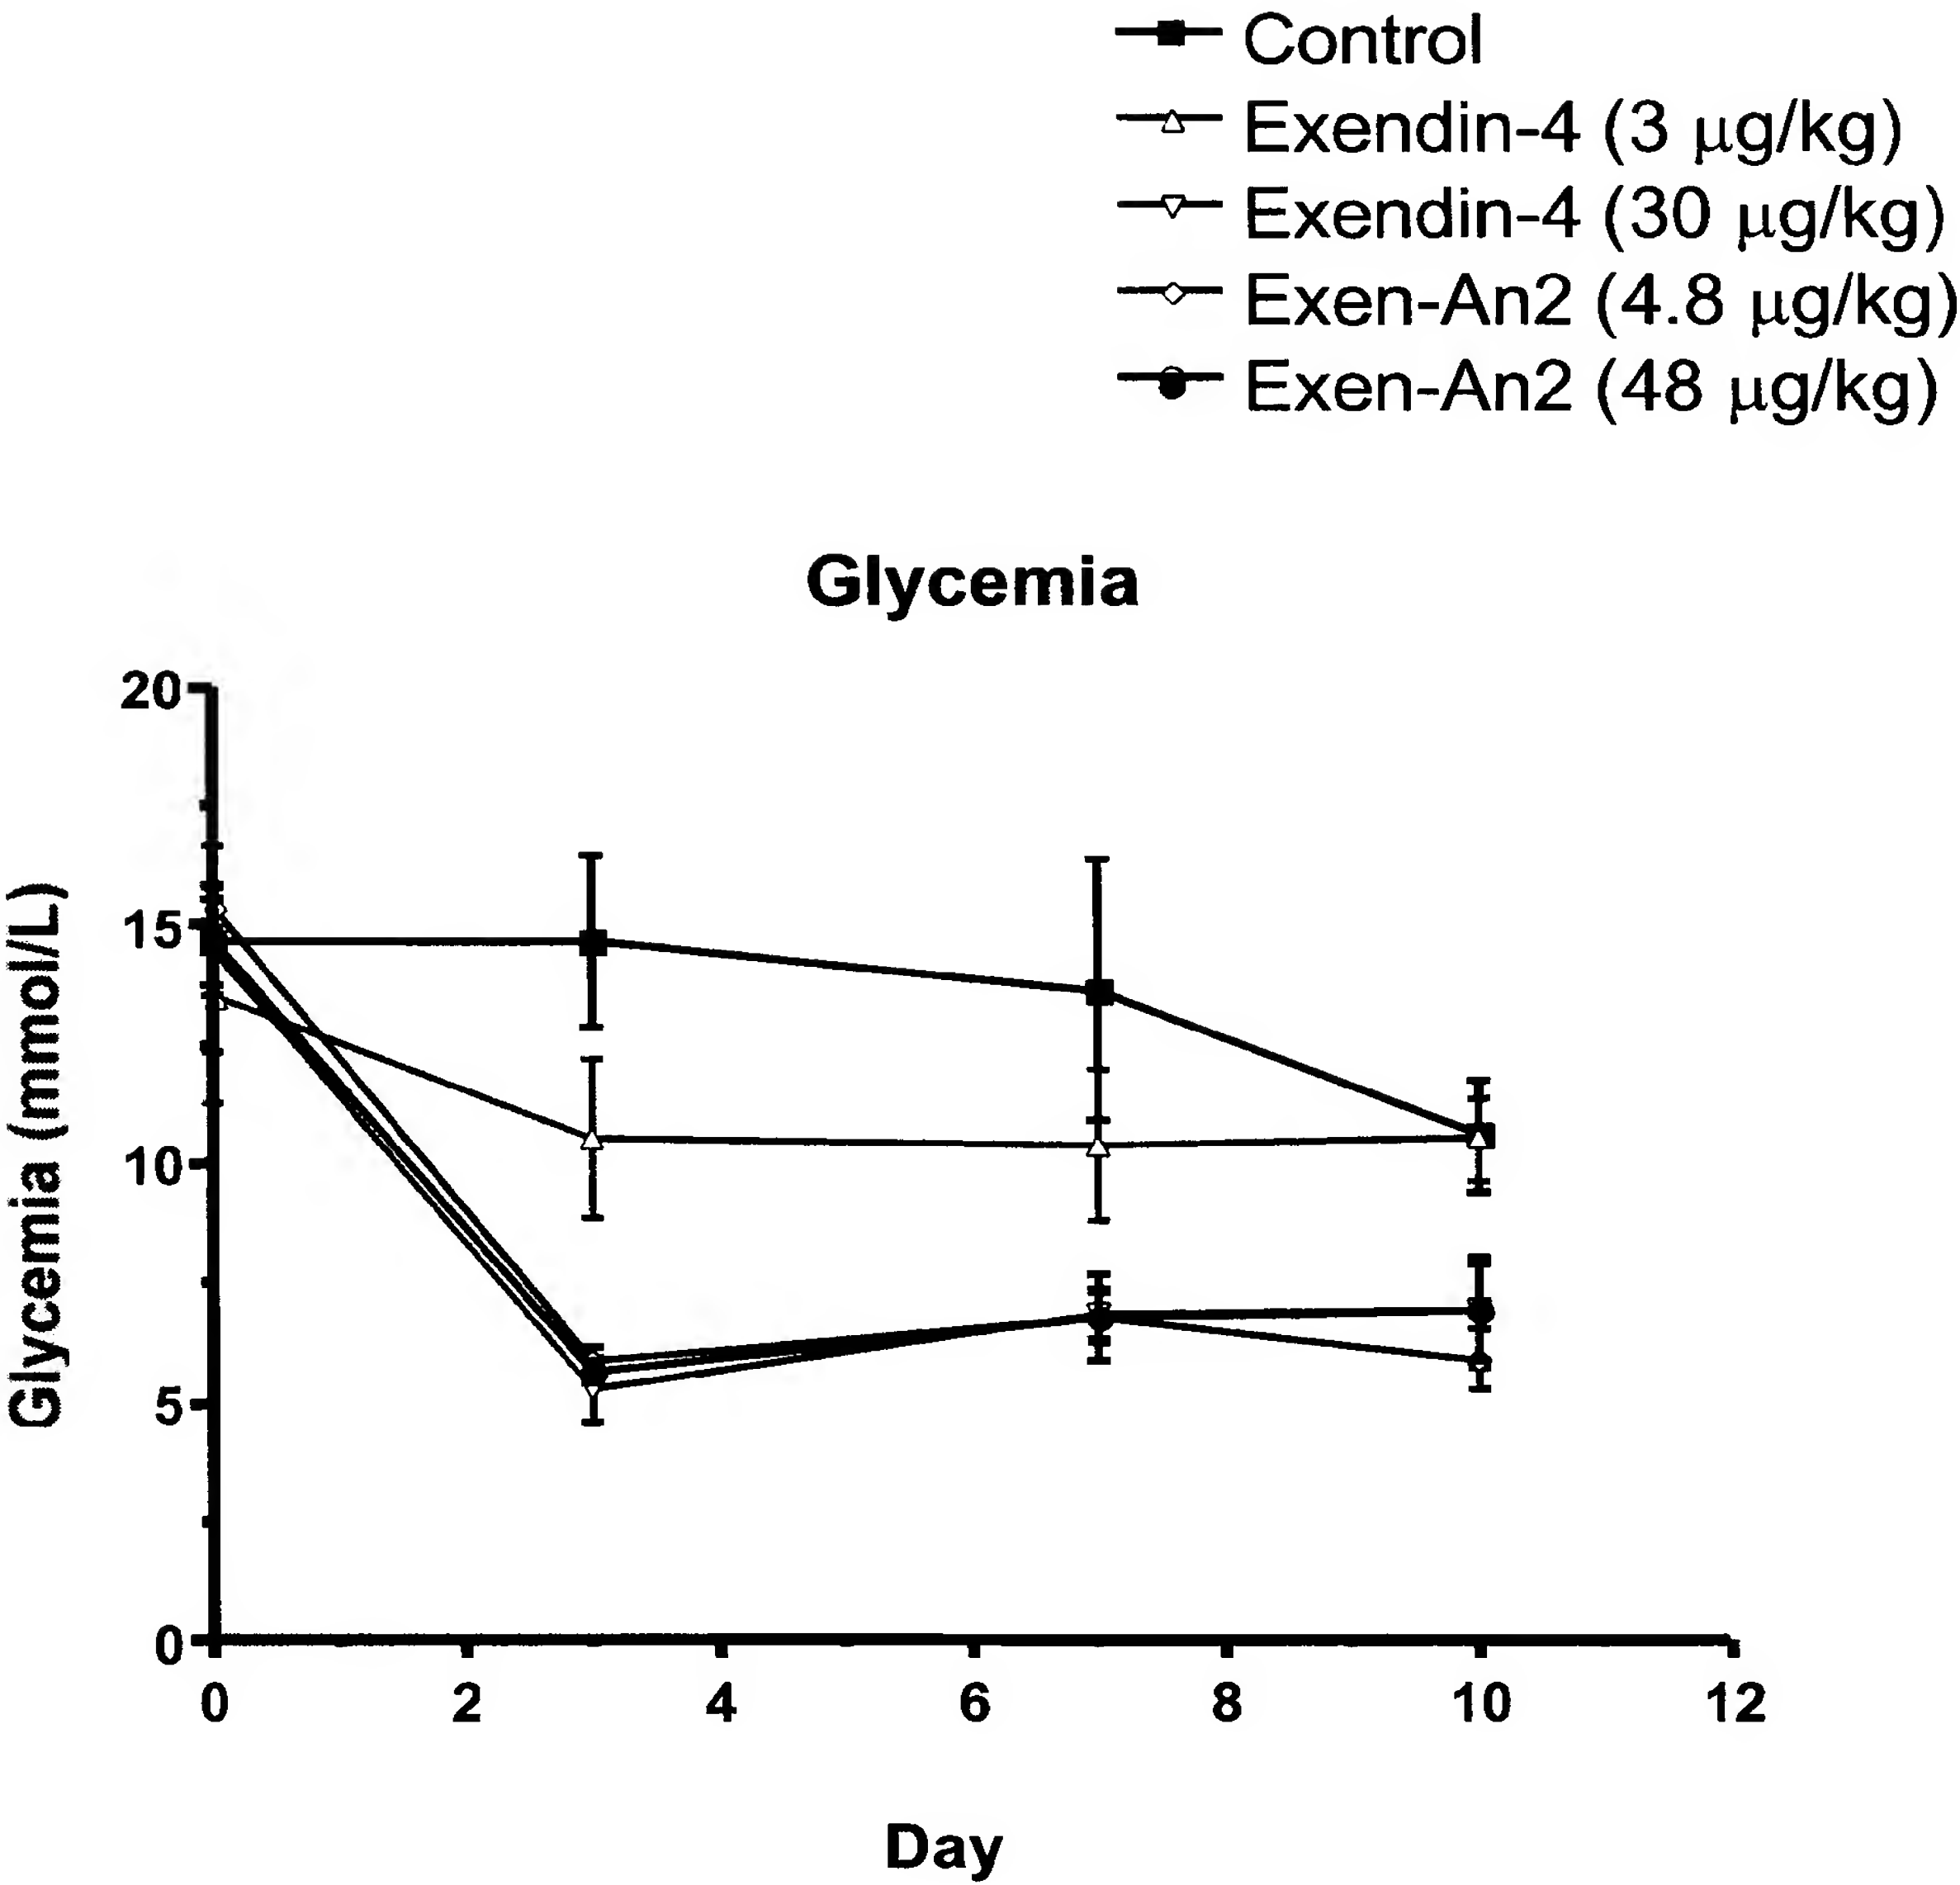 Control
Exendin-4 (3 µg/kg)
Exendin-4 (30 µg/kg)
Exen-An2 (4.8 µg/kg)
Exen-An2 (48 µg/kg)
Glycemia
20
15
10
5
0
Glycemia (mmol/L)
0 2 4 6 8 10 12
Day